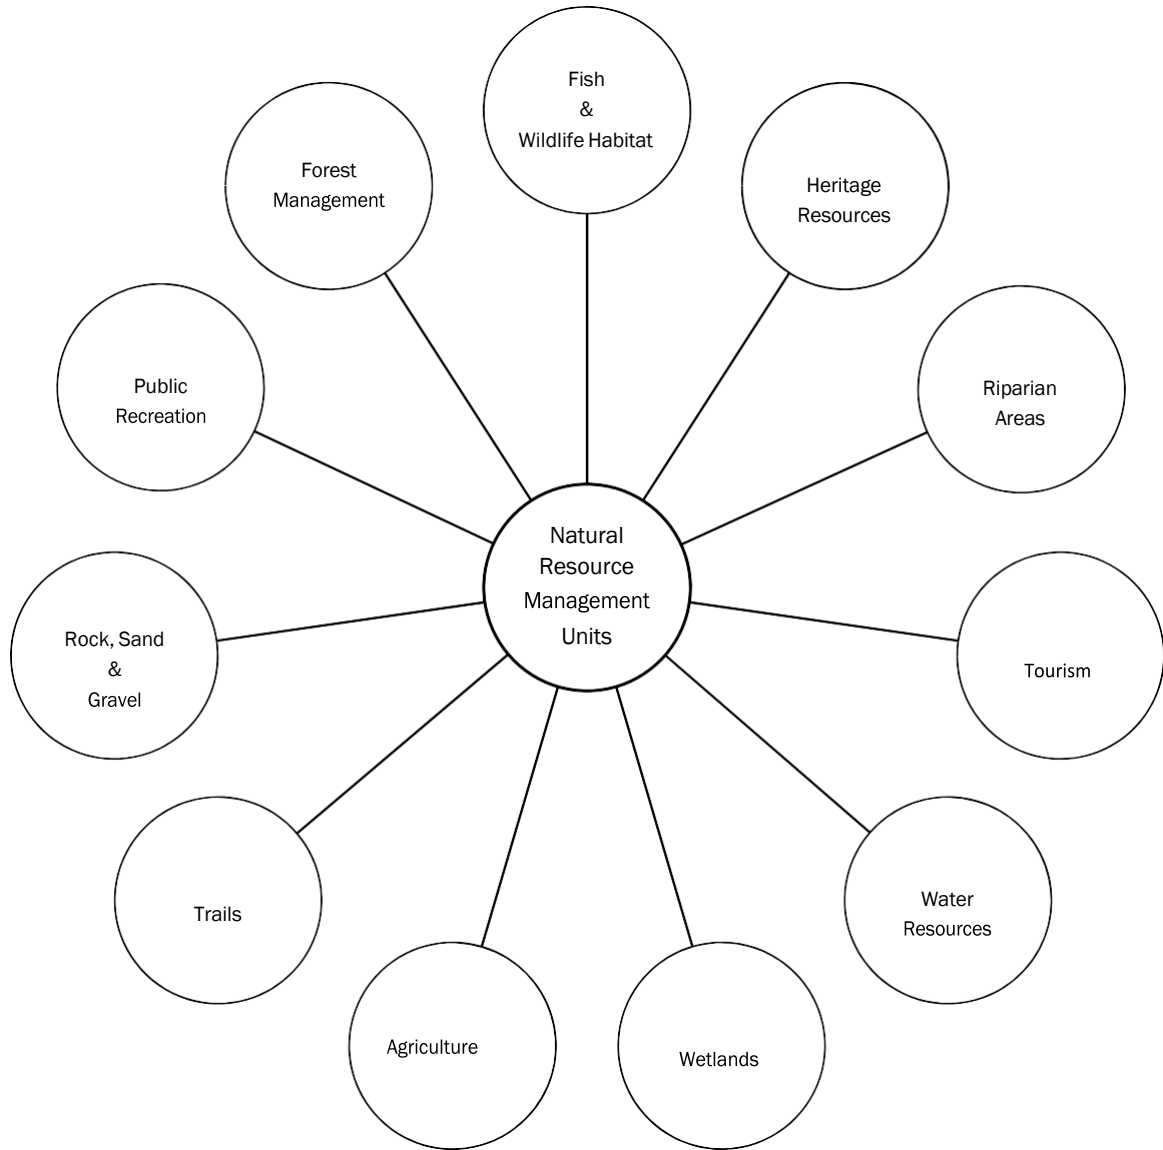 Fish
&
Wildlife Habitat
Forest
Management
Heritage
Resources
Public
Recreation
Riparian
Areas
Natural
Resource
Management
Units
Rock, Sand
&
Gravel
Tourism
Trails
Water
Resources
Agriculture
Wetlands